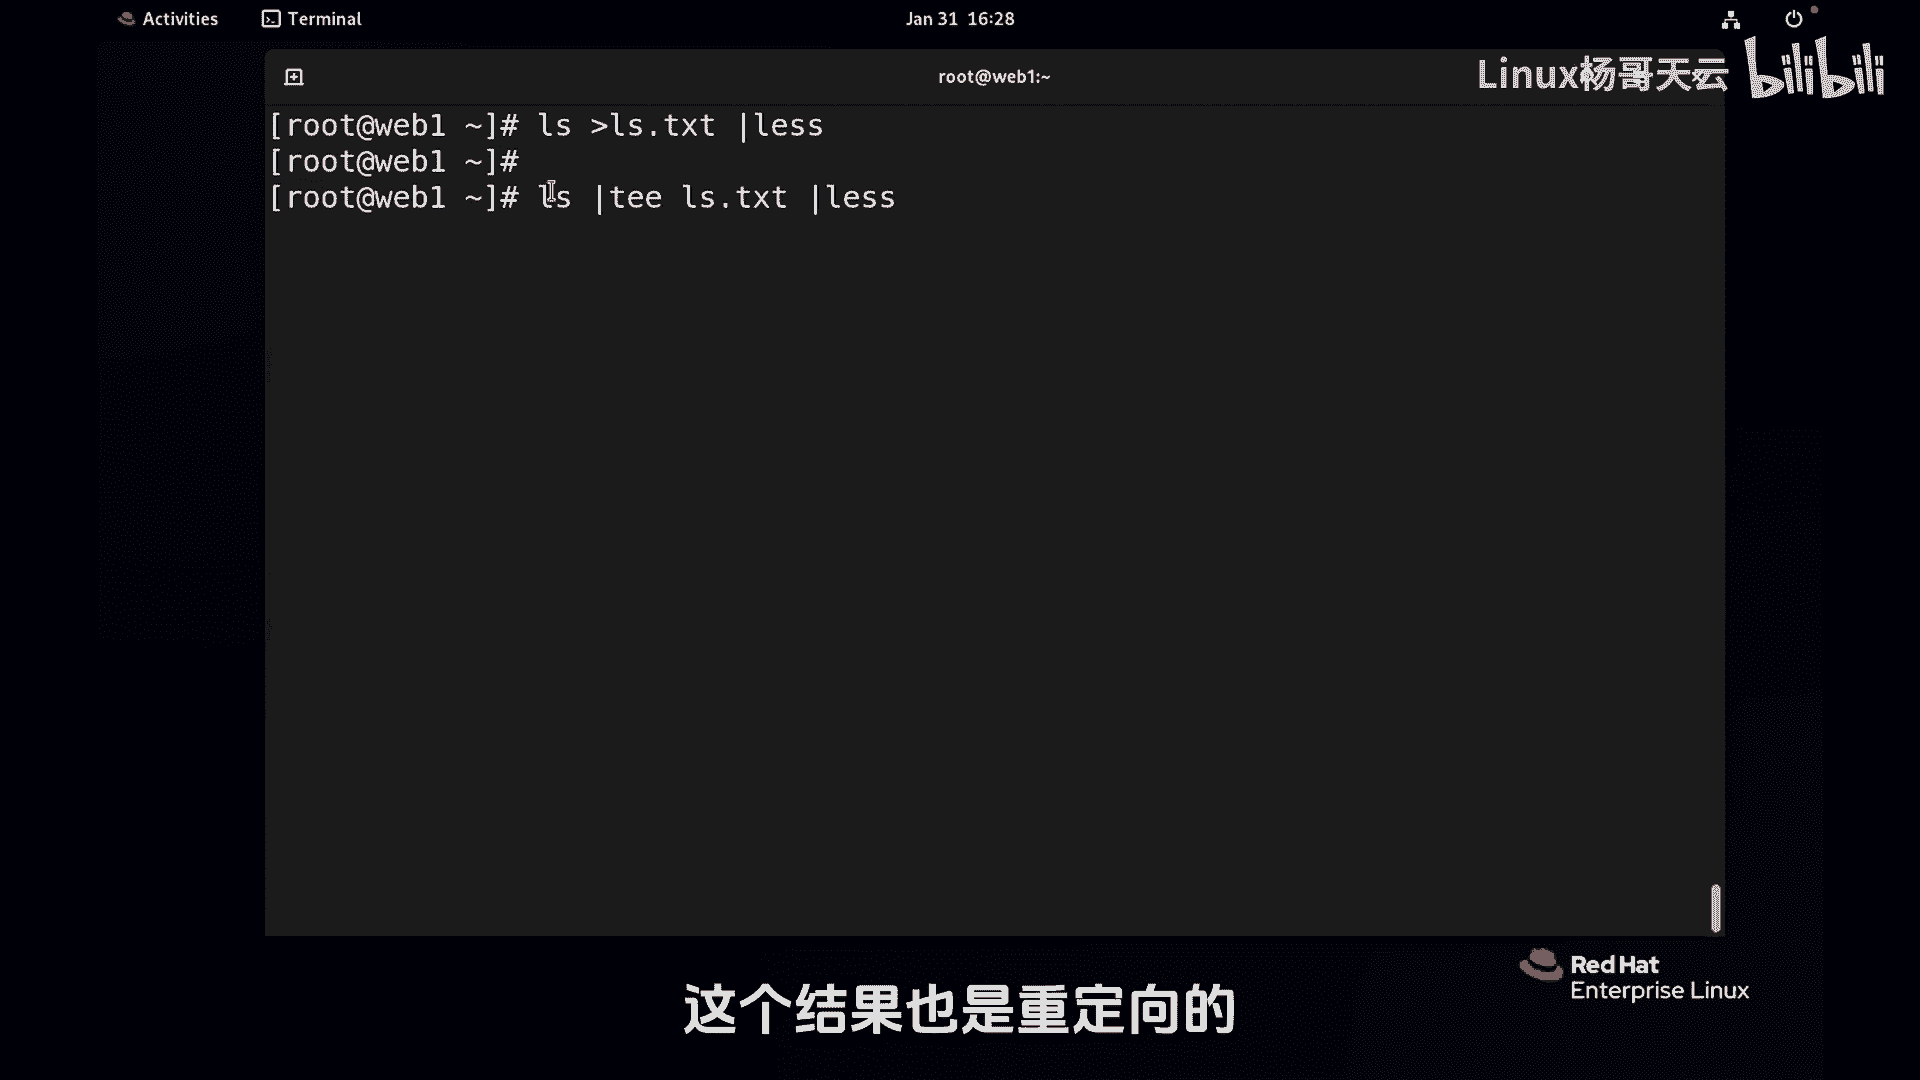 Activities Terminal Jan 31 16:28
root@web1:~
Linux杨哥天云 bilibili
[root@web1 ~]# ls >ls.txt |less
[root@web1 ~]#
[root@web1 ~]# ls |tee ls.txt |less
Red Hat
Enterprise Linux
这个结果也是重定向的